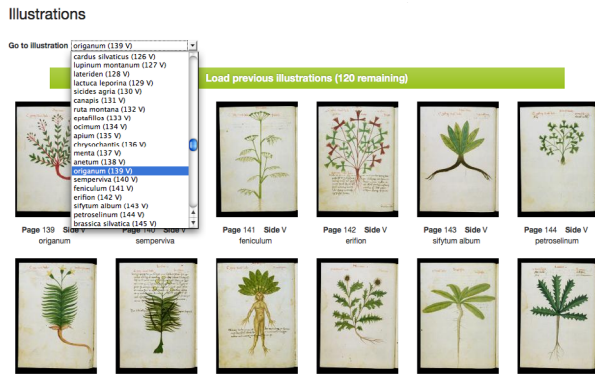 Illustrations
Go to illustration origanum (139 V)
cardus silvaticus (126 V)
lupinum montanum (127 V)
lateriden (128 V)
lactuca leporina (129 V)
sicides agria (130 V)
canapis (131 V)
ruta montana (132 V)
eptafillos (133 V)
ocimum (134 V)
apium (135 V)
chrysochantis (136 V)
menta (137 V)
anetum (138 V)
origanum (139 V)
semperviva (140 V)
feniculum (141 V)
erifion (142 V)
sifytum album (143 V)
petroselinum (144 V)
brassica silvatica (145 V)
Load previous illustrations (120 remaining)
Page 139 Side V
origanum
Page 140 Side V
semperviva
Page 141 Side V
feniculum
Page 142 Side V
erifion
Page 143 Side V
sifytum album
Page 144 Side V
petroselinum